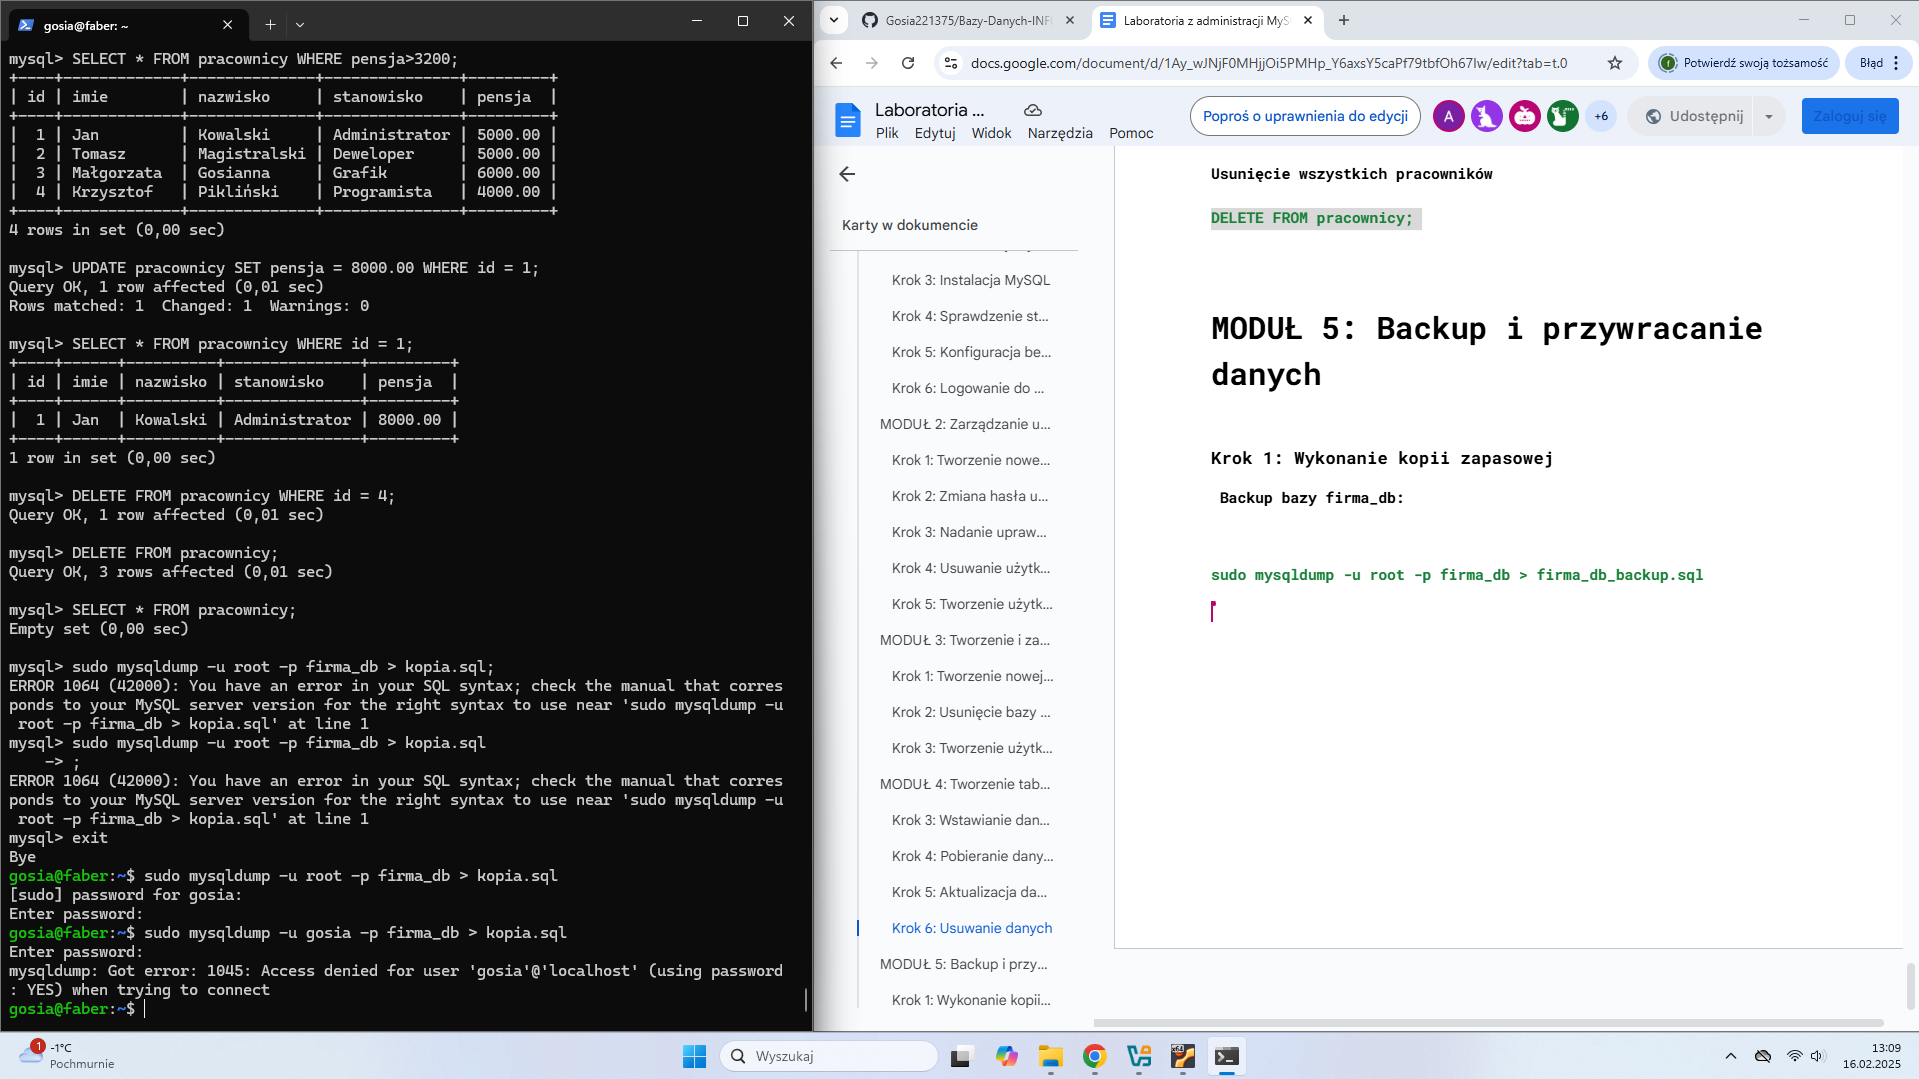 gosia@faber: ~
mysql> SELECT * FROM pracownicy WHERE pensja>3200;
+----+------------+--------------+---------------+---------+
| id | imie | nazwisko | stanowisko | pensja |
+----+------------+--------------+---------------+---------+
| 1 | Jan | Kowalski | Administrator | 5000.00 |
| 2 | Tomasz | Magistralski | Deweloper | 5000.00 |
| 3 | Małgorzata | Gosianna | Grafik | 6000.00 |
| 4 | Krzysztof | Pikliński | Programista | 4000.00 |
+----+------------+--------------+---------------+---------+
4 rows in set (0,00 sec)
mysql> UPDATE pracownicy SET pensja = 8000.00 WHERE id = 1;
Query OK, 1 row affected (0,01 sec)
Rows matched: 1  Changed: 1  Warnings: 0
mysql> SELECT * FROM pracownicy WHERE id = 1;
+----+------+----------+---------------+---------+
| id | imie | nazwisko | stanowisko | pensja |
+----+------+----------+---------------+---------+
| 1 | Jan | Kowalski | Administrator | 8000.00 |
+----+------+----------+---------------+---------+
1 row in set (0,00 sec)
mysql> DELETE FROM pracownicy WHERE id = 4;
Query OK, 1 row affected (0,01 sec)
mysql> DELETE FROM pracownicy;
Query OK, 3 rows affected (0,01 sec)
mysql> SELECT * FROM pracownicy;
Empty set (0,00 sec)
mysql> sudo mysqldump -u root -p firma_db > kopia.sql;
ERROR 1064 (42000): You have an error in your SQL syntax; check the manual that corres
ponds to your MySQL server version for the right syntax to use near 'sudo mysqldump -u
 root -p firma_db > kopia.sql' at line 1
mysql> sudo mysqldump -u root -p firma_db > kopia.sql
    -> ;
ERROR 1064 (42000): You have an error in your SQL syntax; check the manual that corres
ponds to your MySQL server version for the right syntax to use near 'sudo mysqldump -u
 root -p firma_db > kopia.sql' at line 1
mysql> exit
Bye
gosia@faber:~$ sudo mysqldump -u root -p firma_db > kopia.sql
[sudo] password for gosia:
Enter password:
gosia@faber:~$ sudo mysqldump -u gosia -p firma_db > kopia.sql
Enter password:
mysqldump: Got error: 1045: Access denied for user 'gosia'@'localhost' (using password
: YES) when trying to connect
gosia@faber:~$
Gosia221375/Bazy-Danych-INF
Laboratoria z administracji MyS
docs.google.com/document/d/1Ay_wJNjF0MHjjOi5PMHp_Y6axsY5caPf79tbfOh67Iw/edit?tab=t.0
Potwierdź swoją tożsamość
Błąd
Laboratoria ...
Plik Edytuj Widok Narzędzia Pomoc
Poproś o uprawnienia do edycji
A
+6
Udostępnij
Zaloguj się
Karty w dokumencie
Krok 3: Instalacja MySQL
Krok 4: Sprawdzenie st...
Krok 5: Konfiguracja be...
Krok 6: Logowanie do ...
MODUŁ 2: Zarządzanie u...
Krok 1: Tworzenie nowe...
Krok 2: Zmiana hasła u...
Krok 3: Nadanie upraw...
Krok 4: Usuwanie użytk...
Krok 5: Tworzenie użytk...
MODUŁ 3: Tworzenie i za...
Krok 1: Tworzenie nowej...
Krok 2: Usunięcie bazy ...
Krok 3: Tworzenie użytk...
MODUŁ 4: Tworzenie tab...
Krok 3: Wstawianie dan...
Krok 4: Pobieranie dany...
Krok 5: Aktualizacja da...
Krok 6: Usuwanie danych
MODUŁ 5: Backup i przy...
Krok 1: Wykonanie kopii...
Usunięcie wszystkich pracowników
DELETE FROM pracownicy;
MODUŁ 5: Backup i przywracanie
danych
Krok 1: Wykonanie kopii zapasowej
Backup bazy firma_db:
sudo mysqldump -u root -p firma_db > firma_db_backup.sql
1
-1°C
Pochmurnie
Wyszukaj
13:09
16.02.2025